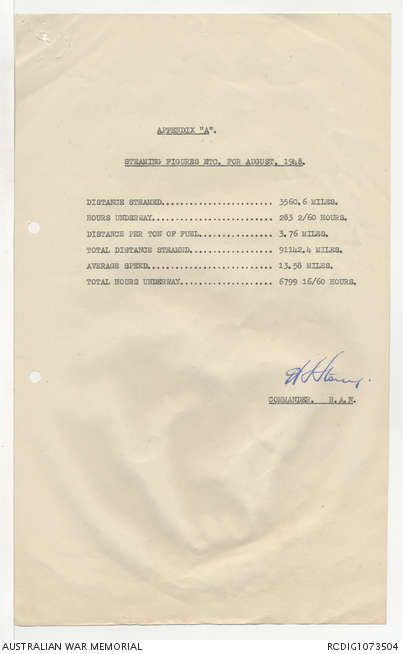 APPENDIX "A".
STEAMING FIGURES ETC. FOR AUGUST, 1948.
DISTANCE STEAMED........................ 3560.6 MILES.
HOURS UNDERWAY.......................... 263 2/60 HOURS.
DISTANCE PER TON OF FUEL................ 3.76 MILES.
TOTAL DISTANCE STEAMED.................. 91142.4 MILES.
AVERAGE SPEED........................... 13.58 MILES.
TOTAL HOURS UNDERWAY.................... 6799 16/60 HOURS.
COMMANDER. R.A.N.
AUSTRALIAN WAR MEMORIAL
RCDIG1073504